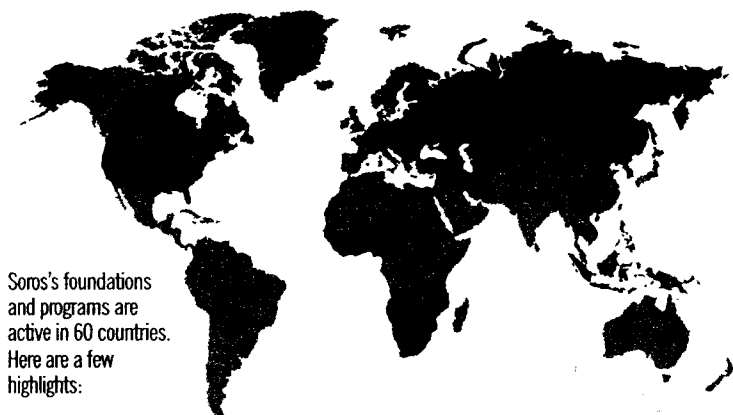 Soros's foundations
and programs are
active in 60 countries.
Here are a few
highlights: